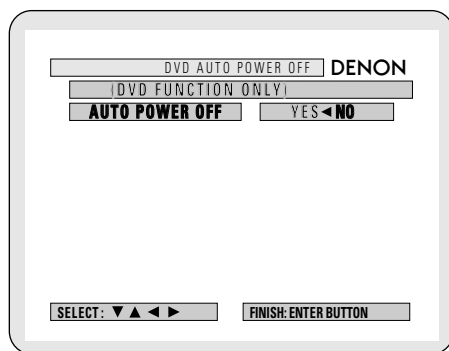 DVD AUTO POWER OFF DENON
(DVD FUNCTION ONLY)
AUTO POWER OFF YES◄NO
SELECT: ▼ ▲ ◄ ► FINISH: ENTER BUTTON